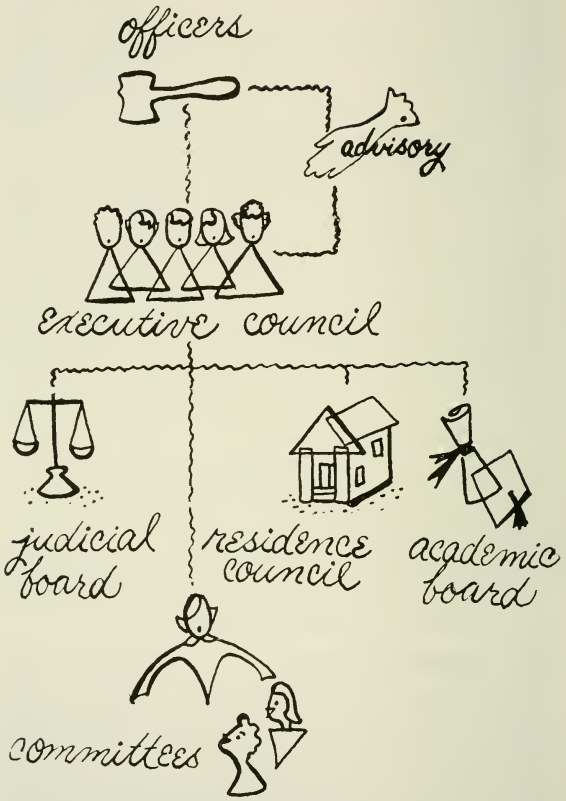 officers
advisory
executive council
judicial
board
residence
council
academic
board
committees